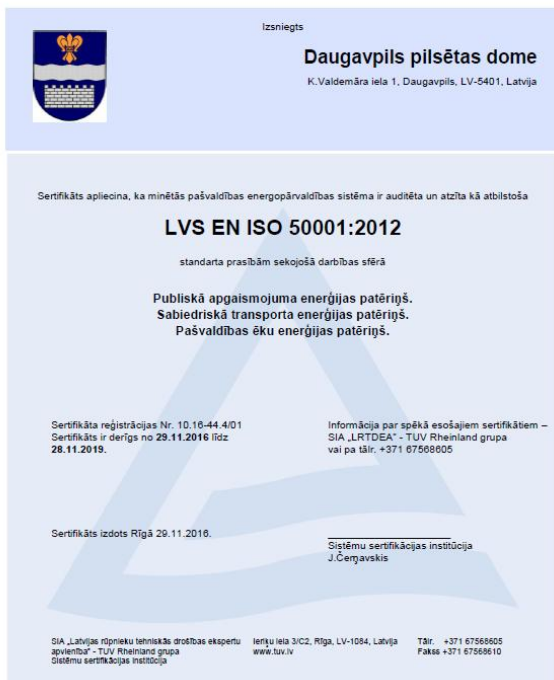 Izsniegts
Daugavpils pilsētas dome
K.Valdemāra iela 1, Daugavpils, LV-5401, Latvija
Sertifikāts apliecina, ka minētās pašvaldības energopārvaldības sistēma ir auditēta un atzīta kā atbilstoša
LVS EN ISO 50001:2012
standarta prasībām sekojošā darbības sfērā
Publiskā apgaismojuma enerģijas patēriņš.
Sabiedriskā transporta enerģijas patēriņš.
Pašvaldības ēku enerģijas patēriņš.
Sertifikāta reģistrācijas Nr. 10.16-44.4/01
Sertifikāts ir derīgs no 29.11.2016 līdz
28.11.2019.
Informācija par spēkā esošajiem sertifikātiem –
SIA „LRTDEA" - TUV Rheinland grupa
vai pa tālr. +371 67568605
Sertifikāts izdots Rīgā 29.11.2016.
Sistēmu sertifikācijas institūcija
J.Čerņavskis
SIA „Latvijas rūpnieku tehniskās drošības ekspertu
apvienība" - TUV Rheinland grupa
Sistēmu sertifikācijas institūcija
Ieriķu iela 3/C2, Rīga, LV-1084, Latvija
www.tuv.lv
Tālr. +371 67568605
Fakss +371 67568610